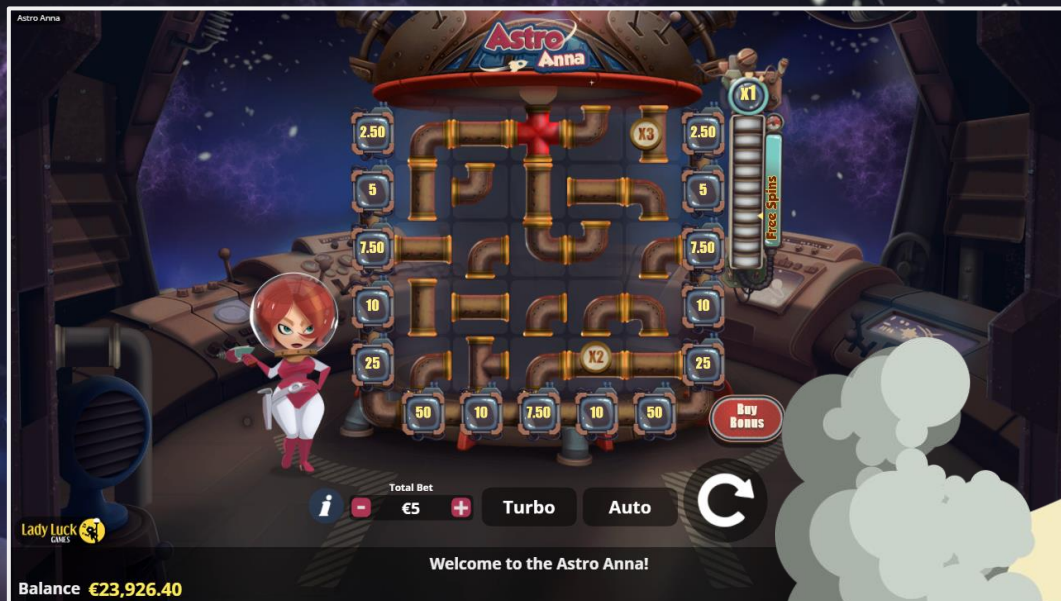 Astro Anna
Astro
Anna
X1
2.50
X3
2.50
5
5
Free Spins
7.50
7.50
10
10
25
X2
25
50
10
7.50
10
50
Buy
Bonus
Total Bet
i
-
€5
+
Turbo
Auto
Lady Luck
GAMES
Welcome to the Astro Anna!
Balance €23,926.40